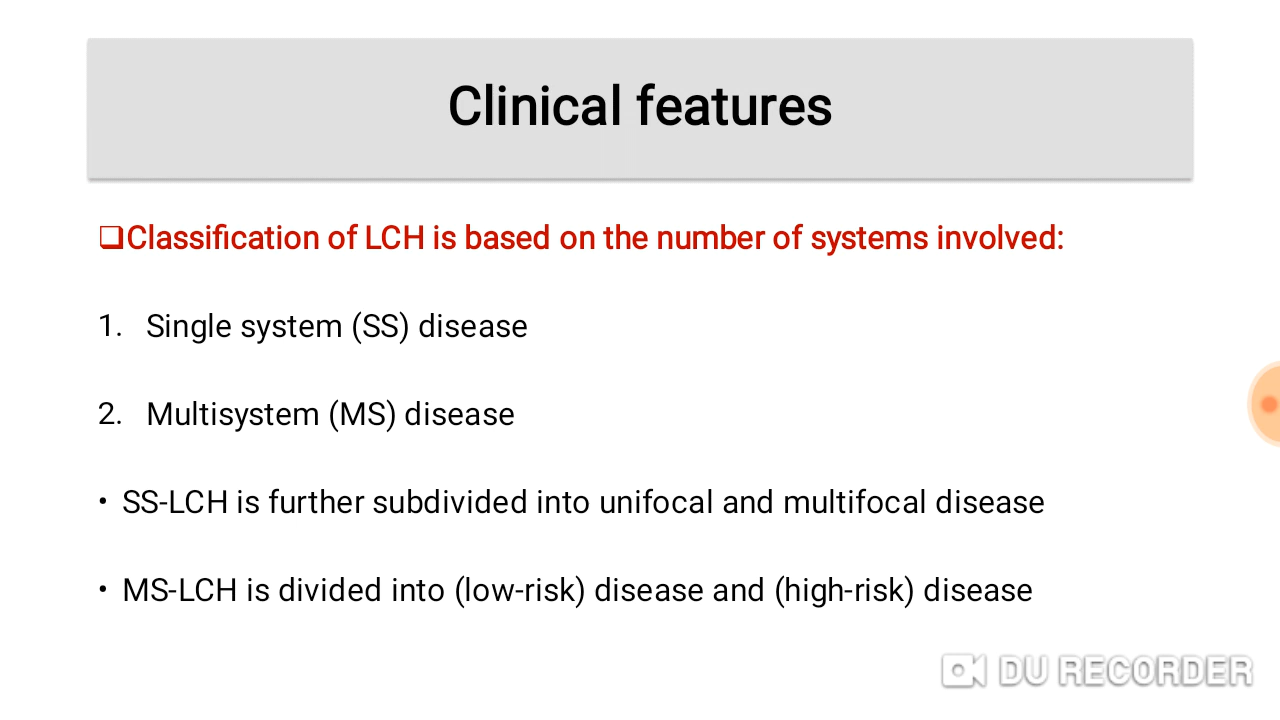 Clinical features
❑Classification of LCH is based on the number of systems involved:
1. Single system (SS) disease
2. Multisystem (MS) disease
• SS-LCH is further subdivided into unifocal and multifocal disease
• MS-LCH is divided into (low-risk) disease and (high-risk) disease
DU RECORDER